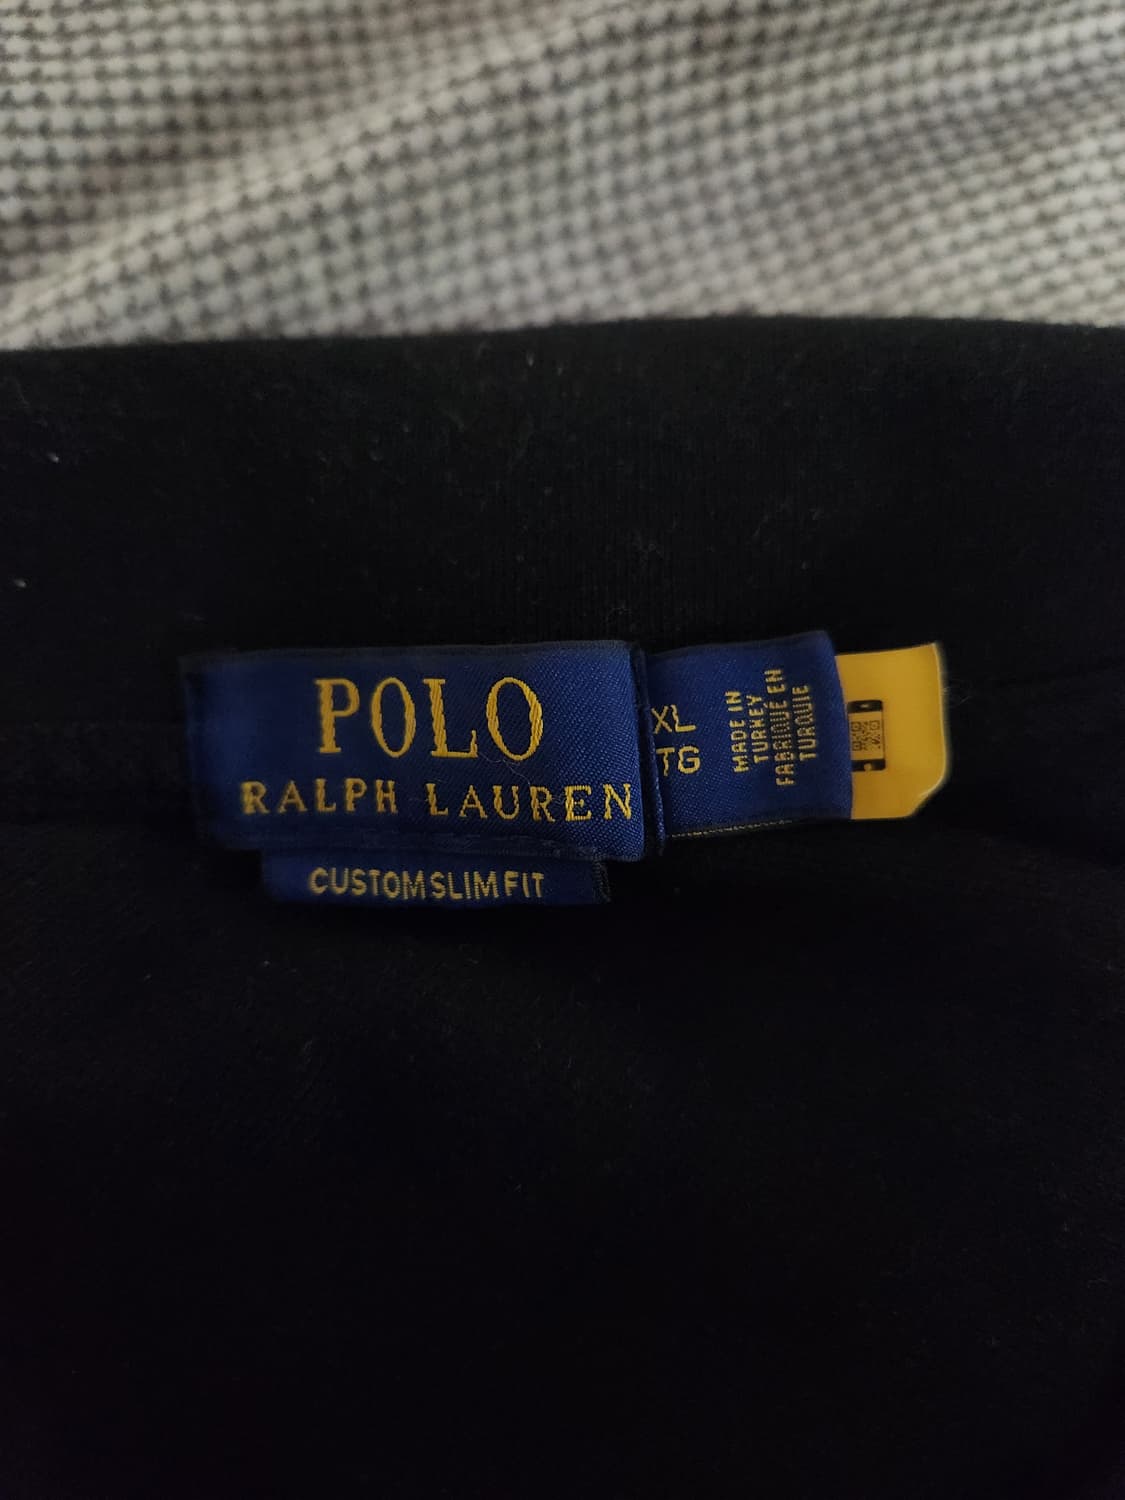 POLO
RALPH LAUREN
CUSTOM SLIM FIT
XL
TG
MADE IN
TURKEY
FABRIQUÉ EN
TURQUIE